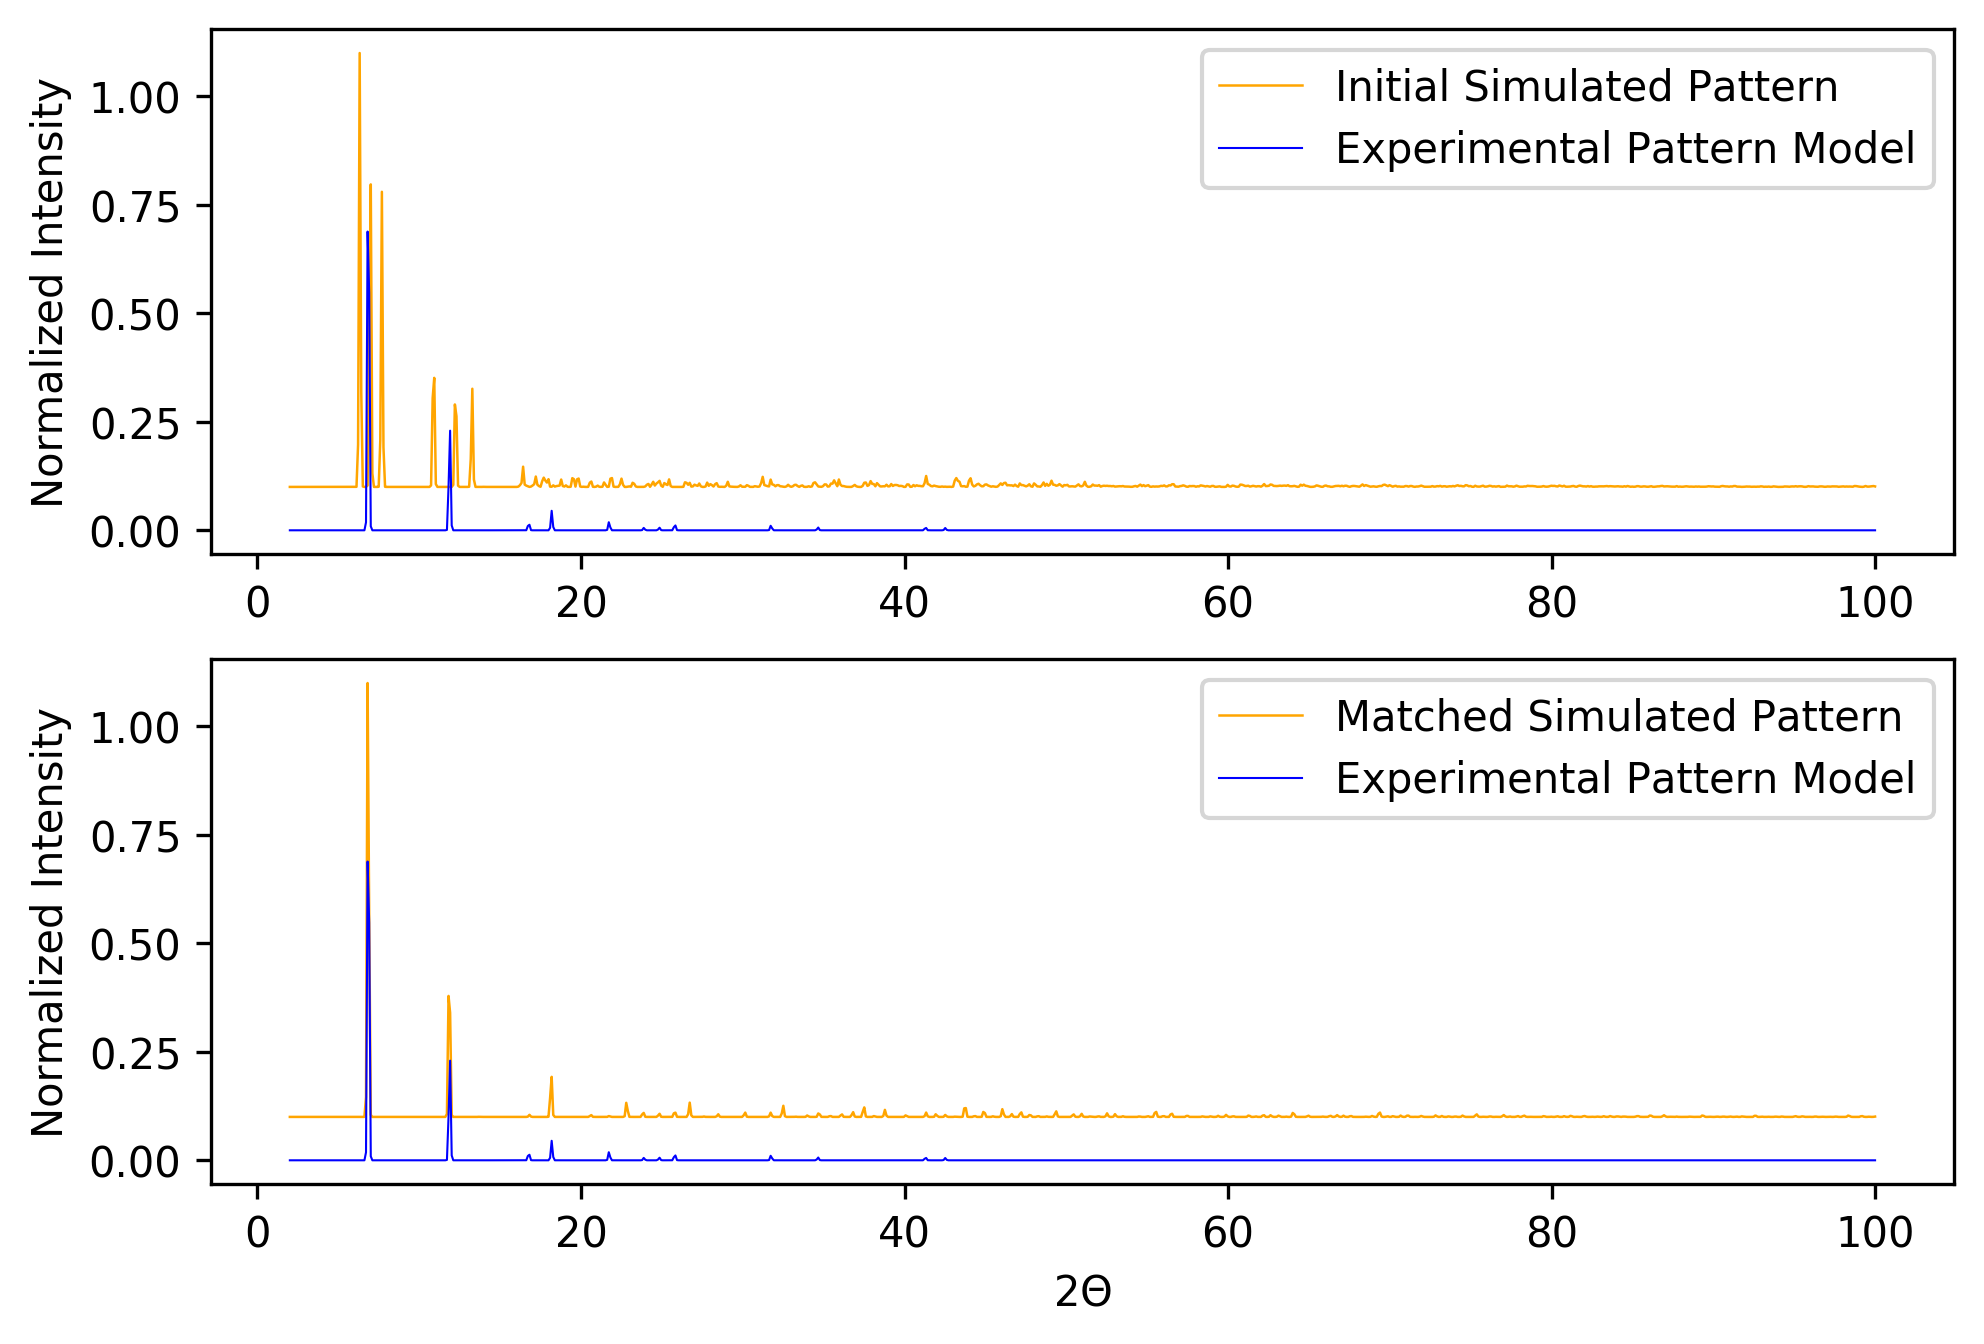 Normalized Intensity
1.00
0.75
0.50
0.25
0.00
Initial Simulated Pattern
Experimental Pattern Model
0 20 40 60 80 100
Normalized Intensity
1.00
0.75
0.50
0.25
0.00
Matched Simulated Pattern
Experimental Pattern Model
0 20 40 60 80 100
2Θ